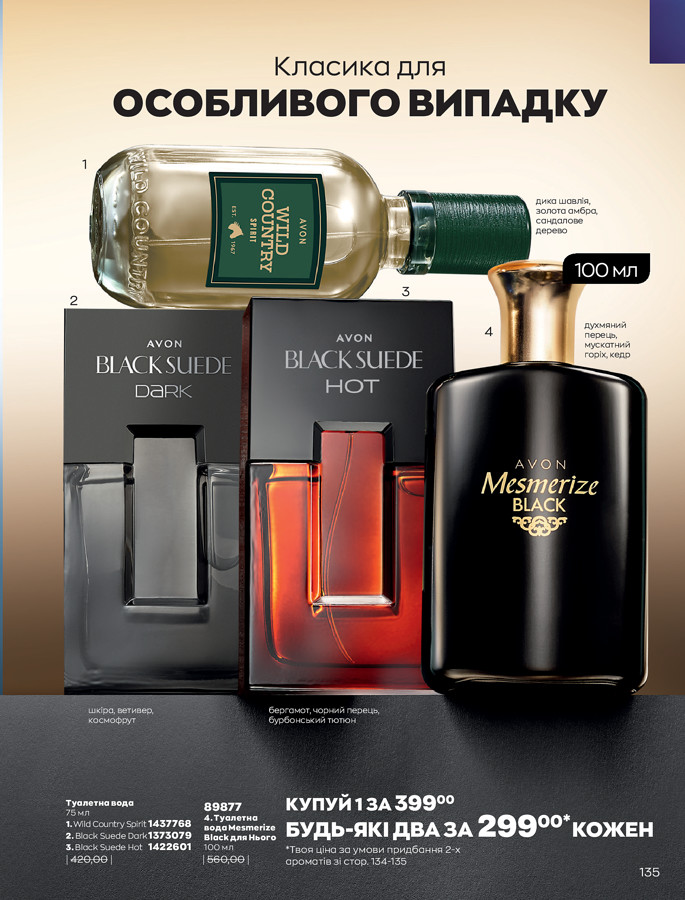 Класика для
ОСОБЛИВОГО ВИПАДКУ
1
WILD COUNTRY
AVON
WILD
COUNTRY
SPIRIT
EST. 1967
дика шавлія,
золота амбра,
сандалове
дерево
100 мл
2
AVON
BLACK SUEDE
DARK
3
AVON
BLACK SUEDE
HOT
4
духмяний
перець,
мускатний
горіх, кедр
AVON
Mesmerize
BLACK
шкіра, ветивер,
космофрут
бергамот, чорний перець,
бурбонський тютюн
Туалетна вода
75 мл
1. Wild Country Spirit 1437768
2. Black Suede Dark 1373079
3. Black Suede Hot 1422601
| 420,00 |
89877
4. Туалетна
вода Mesmerize
Black для Нього
100 мл
| 560,00 |
КУПУЙ 1 ЗА 399⁰⁰
БУДЬ-ЯКІ ДВА ЗА 299⁰⁰* КОЖЕН
*Твоя ціна за умови придбання 2-х
ароматів зі стор. 134-135
135